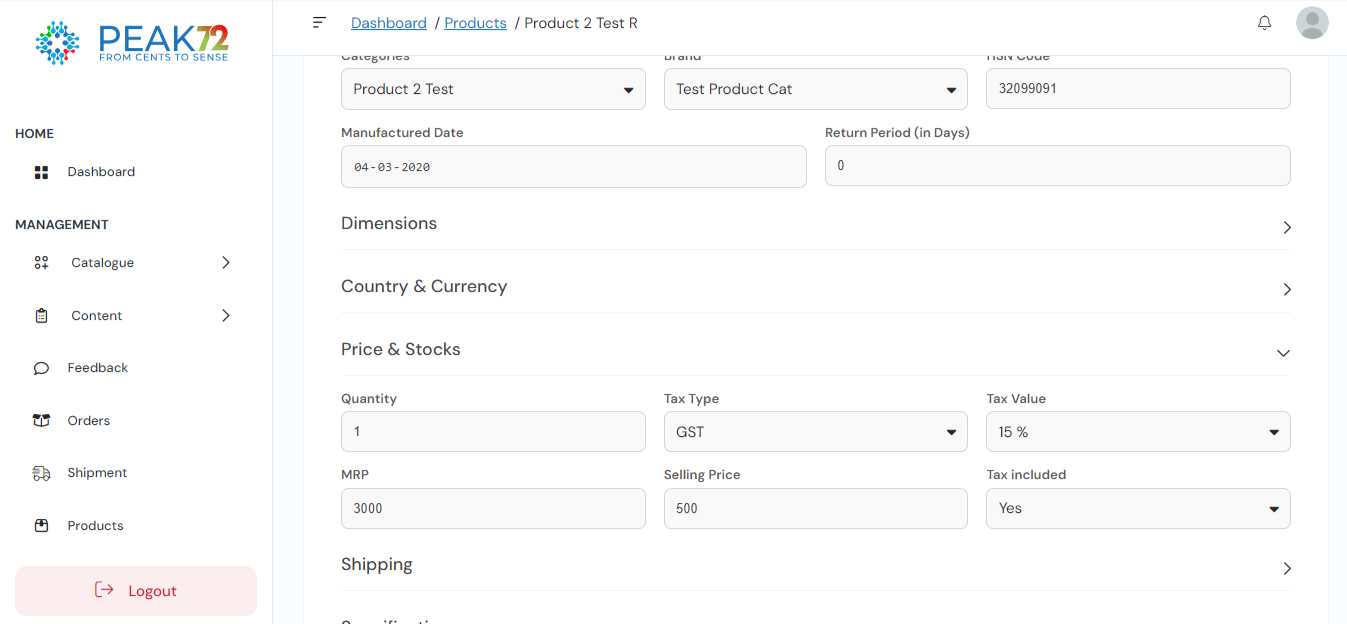 PEAK72
FROM CENTS TO SENSE
HOME
Dashboard
MANAGEMENT
Catalogue
Content
Feedback
Orders
Shipment
Products
Logout
Dashboard / Products / Product 2 Test R
Categories Brand HSN Code
Product 2 Test Test Product Cat 32099091
Manufactured Date Return Period (in Days)
04-03-2020 0
Dimensions
Country & Currency
Price & Stocks
Quantity Tax Type Tax Value
1 GST 15 %
MRP Selling Price Tax included
3000 500 Yes
Shipping